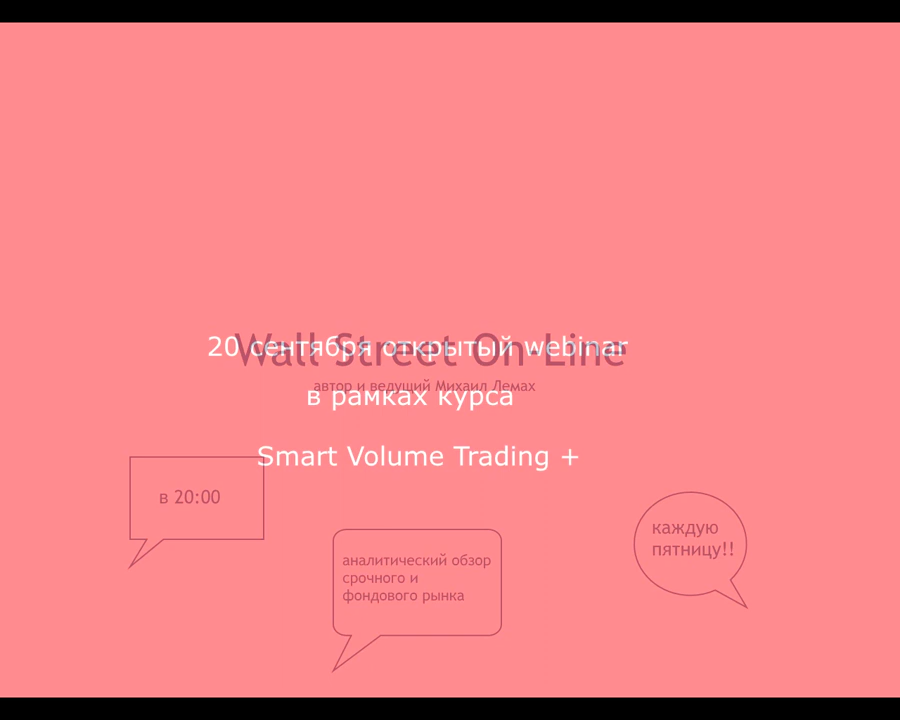 20 сентября открытый webinar
Wall Street On-Line
автор и ведущий Михаил Лемах
в рамках курса
Smart Volume Trading +
в 20:00
каждую
пятницу!!
аналитический обзор
срочного и
фондового рынка